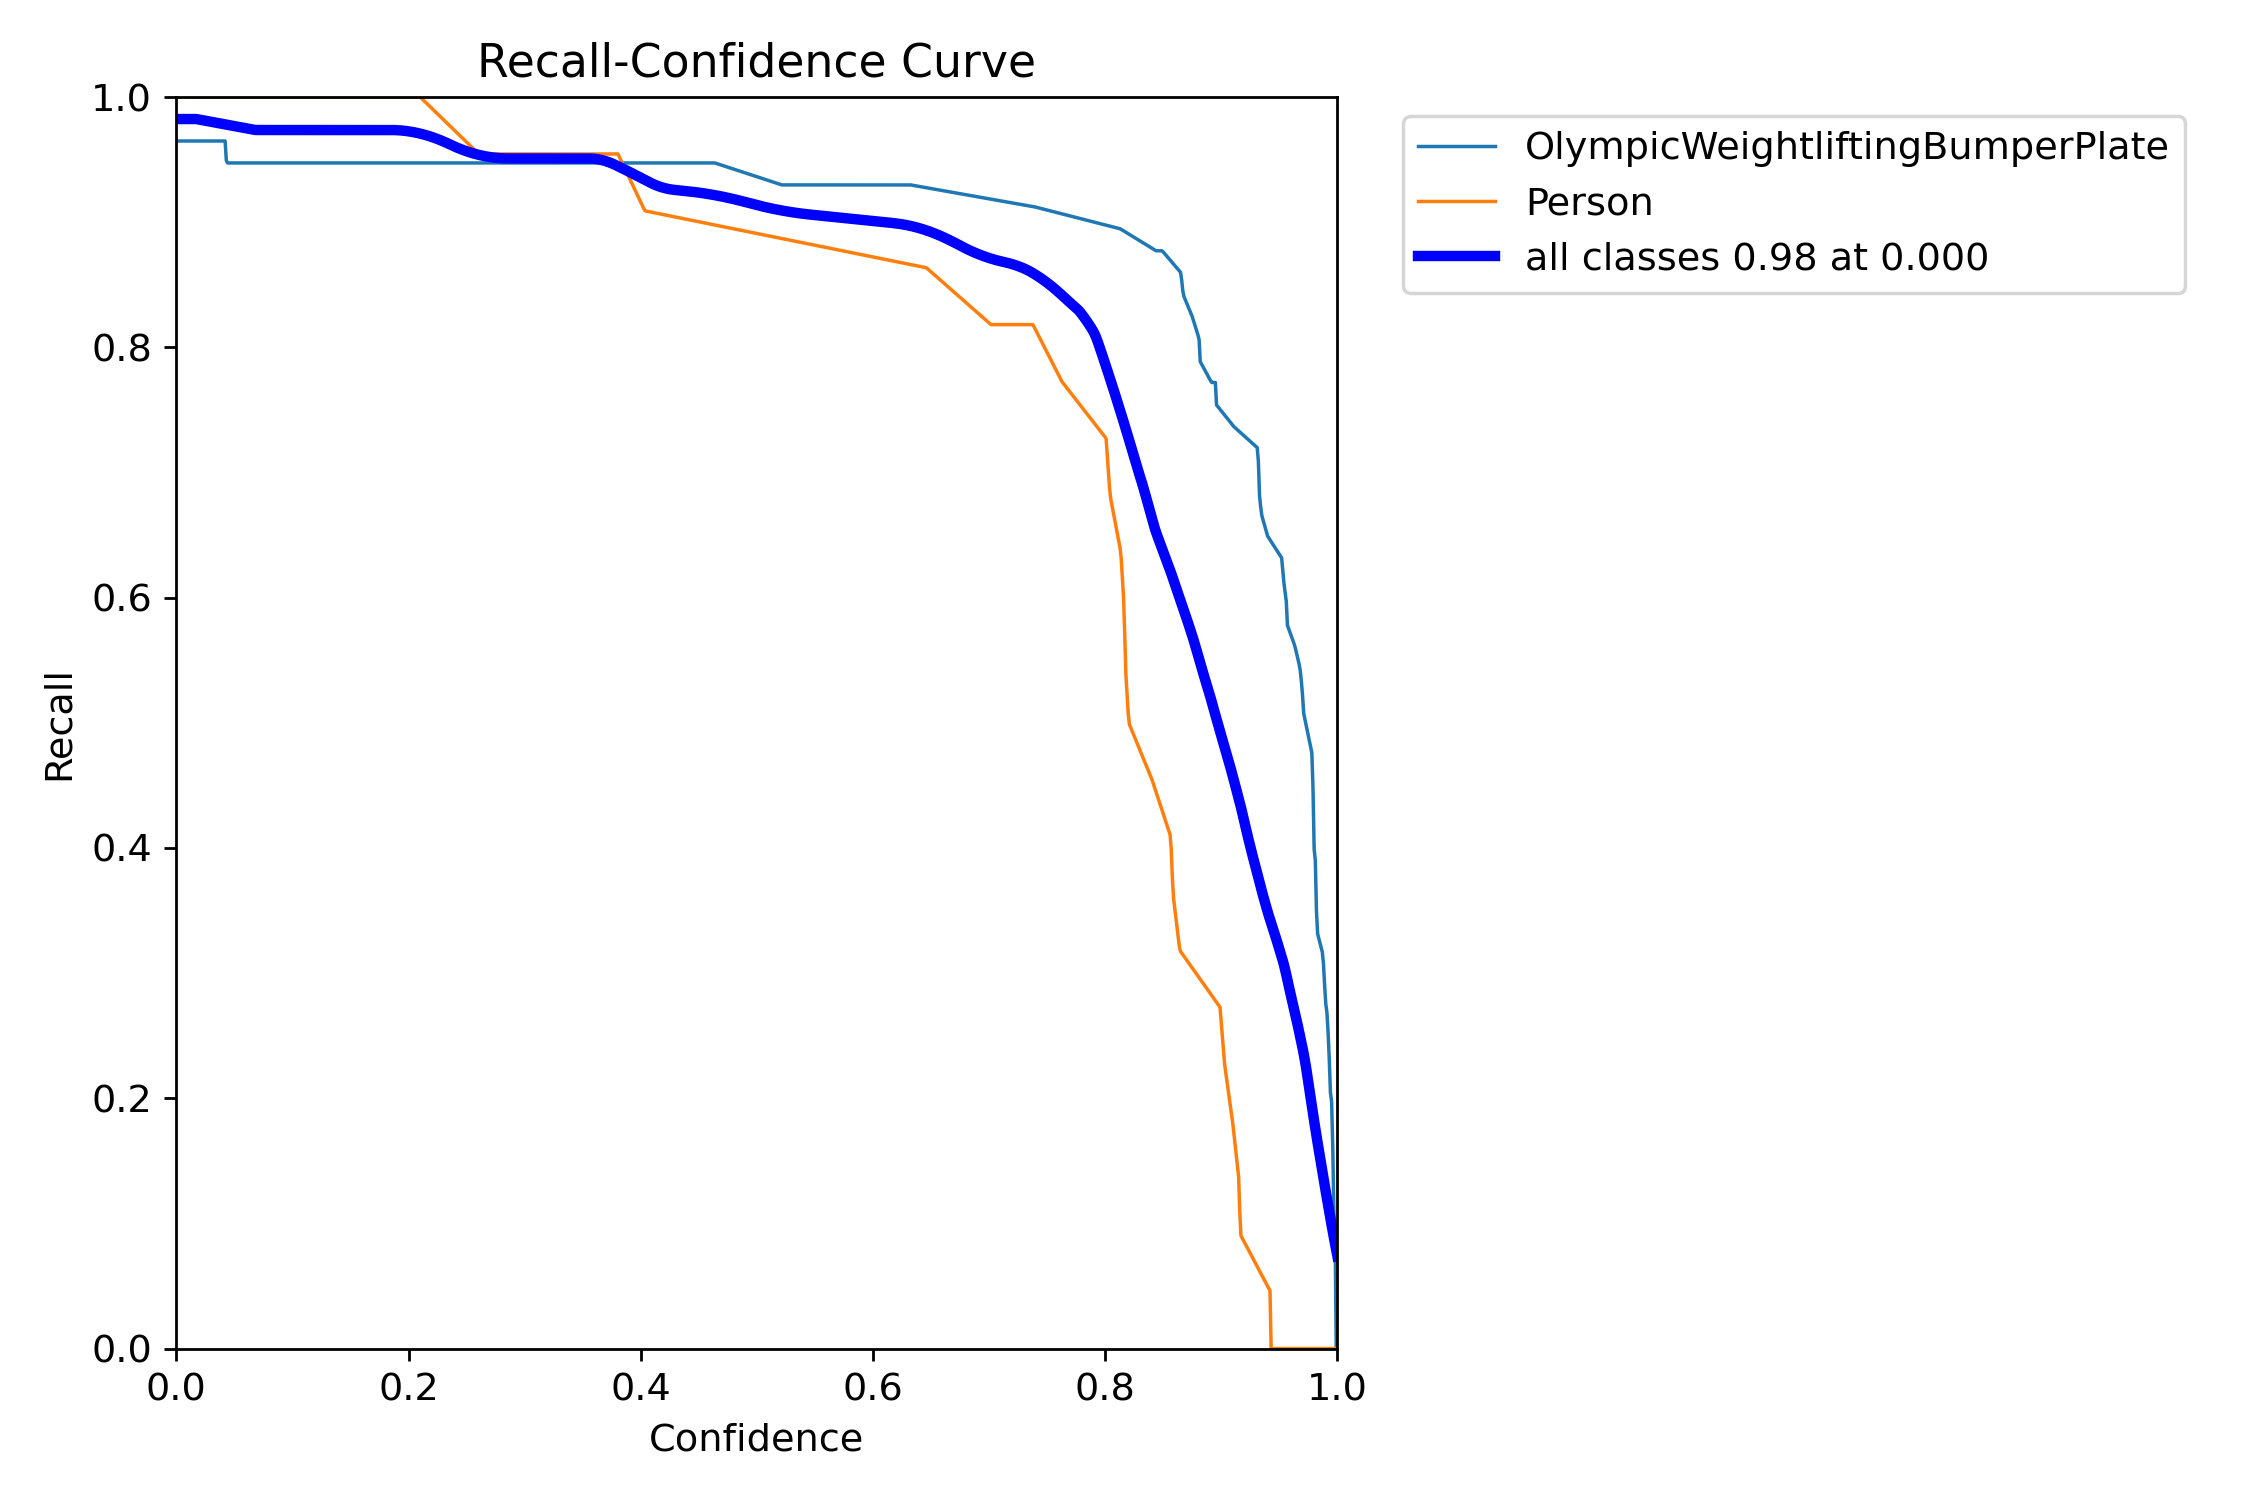 Recall-Confidence Curve
1.0
0.8
0.6
0.4
0.2
0.0
Recall
0.0 0.2 0.4 0.6 0.8 1.0
Confidence
OlympicWeightliftingBumperPlate
Person
all classes 0.98 at 0.000